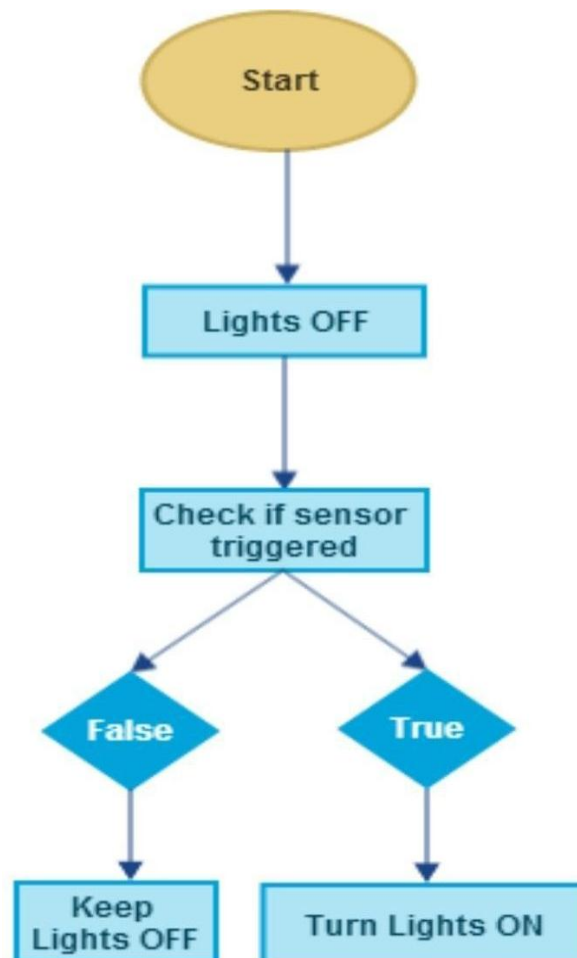 Start
Lights OFF
Check if sensor
triggered
False
True
Keep
Lights OFF
Turn Lights ON